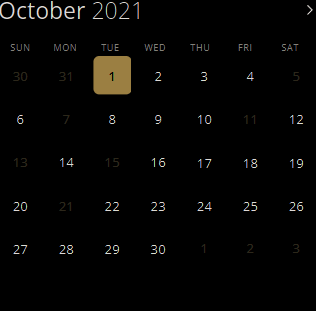 October 2021
SUN MON TUE WED THU FRI SAT
30 31 1 2 3 4 5
6 7 8 9 10 11 12
13 14 15 16 17 18 19
20 21 22 23 24 25 26
27 28 29 30 1 2 3